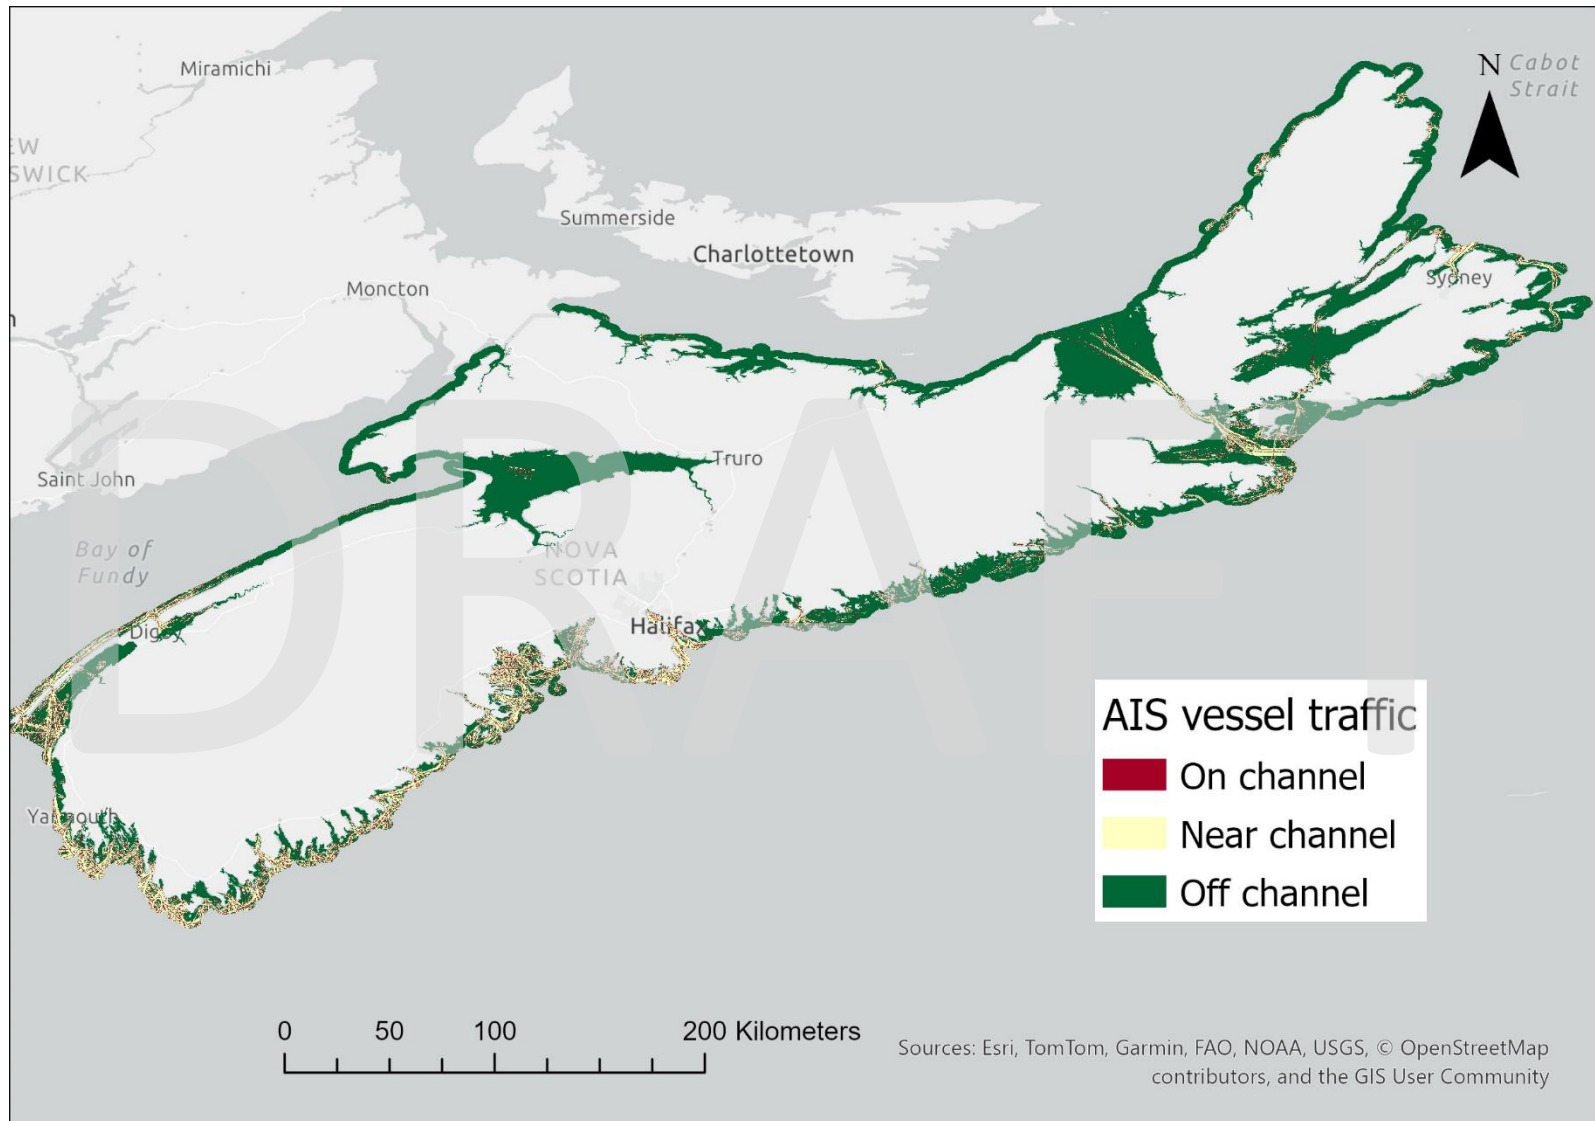 Miramichi
N
Cabot
Strait
EW
SWICK
Summerside
Charlottetown
Sydney
Moncton
Truro
Saint John
Bay of
Fundy
NOVA
SCOTIA
Digby
Halifax
Yarmouth
DRAFT
AIS vessel traffic
On channel
Near channel
Off channel
0 50 100 200 Kilometers
Sources: Esri, TomTom, Garmin, FAO, NOAA, USGS, © OpenStreetMap
contributors, and the GIS User Community